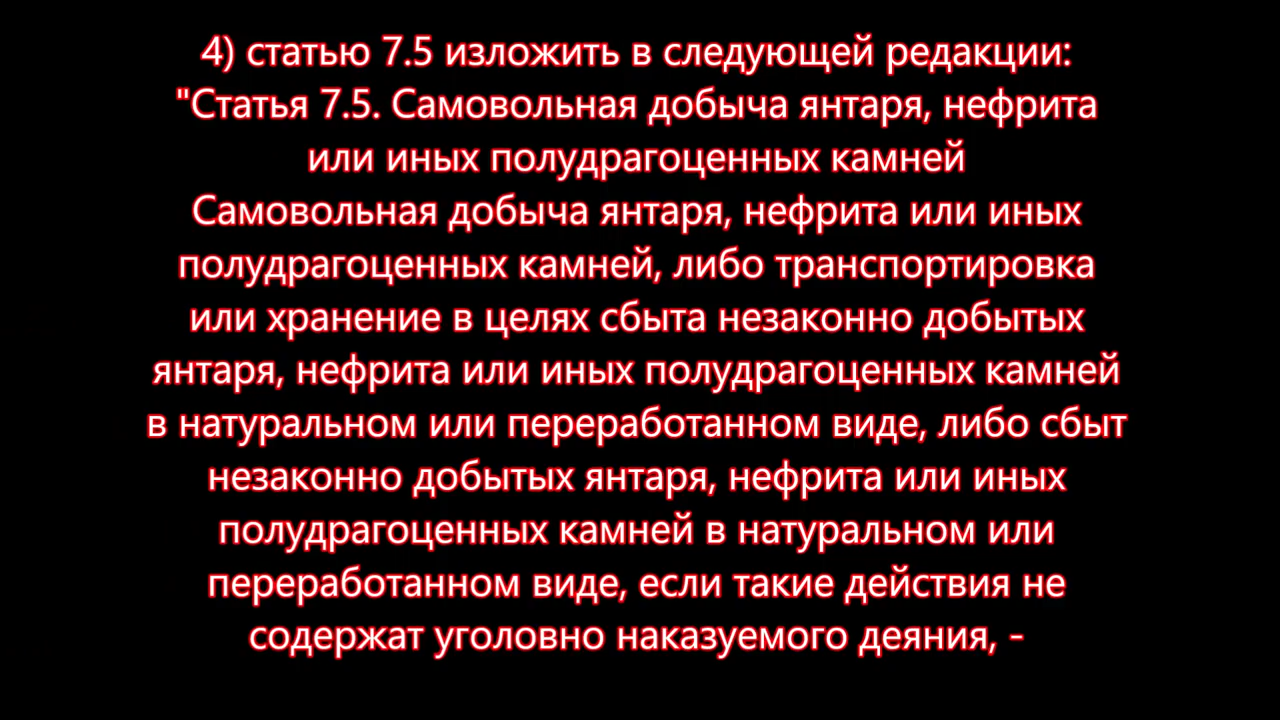 4) статью 7.5 изложить в следующей редакции:
"Статья 7.5. Самовольная добыча янтаря, нефрита
или иных полудрагоценных камней
Самовольная добыча янтаря, нефрита или иных
полудрагоценных камней, либо транспортировка
или хранение в целях сбыта незаконно добытых
янтаря, нефрита или иных полудрагоценных камней
в натуральном или переработанном виде, либо сбыт
незаконно добытых янтаря, нефрита или иных
полудрагоценных камней в натуральном или
переработанном виде, если такие действия не
содержат уголовно наказуемого деяния, -